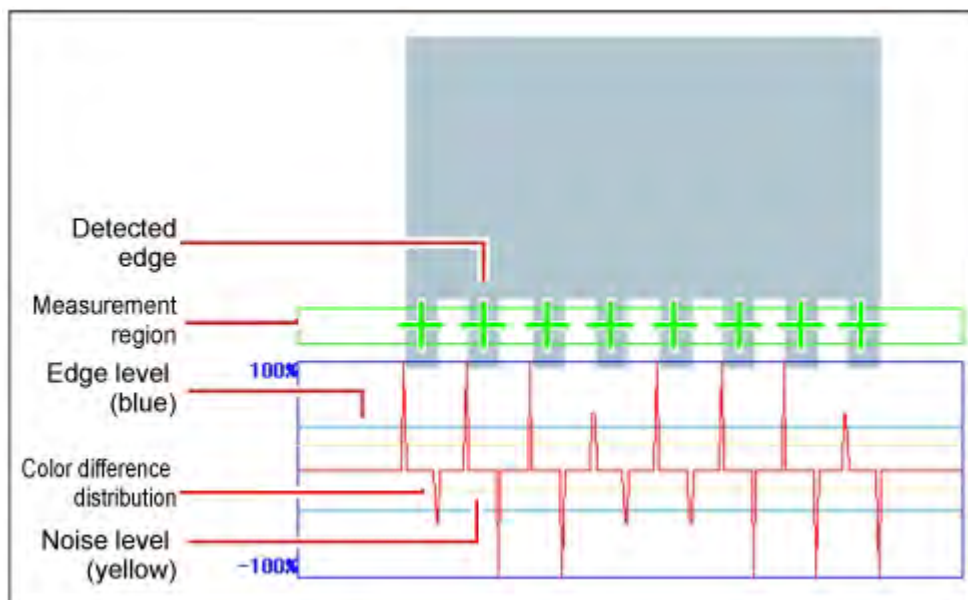 Detected
edge
Measurement
region
Edge level
(blue)
100%
Color difference
distribution
Noise level
(yellow)
-100%